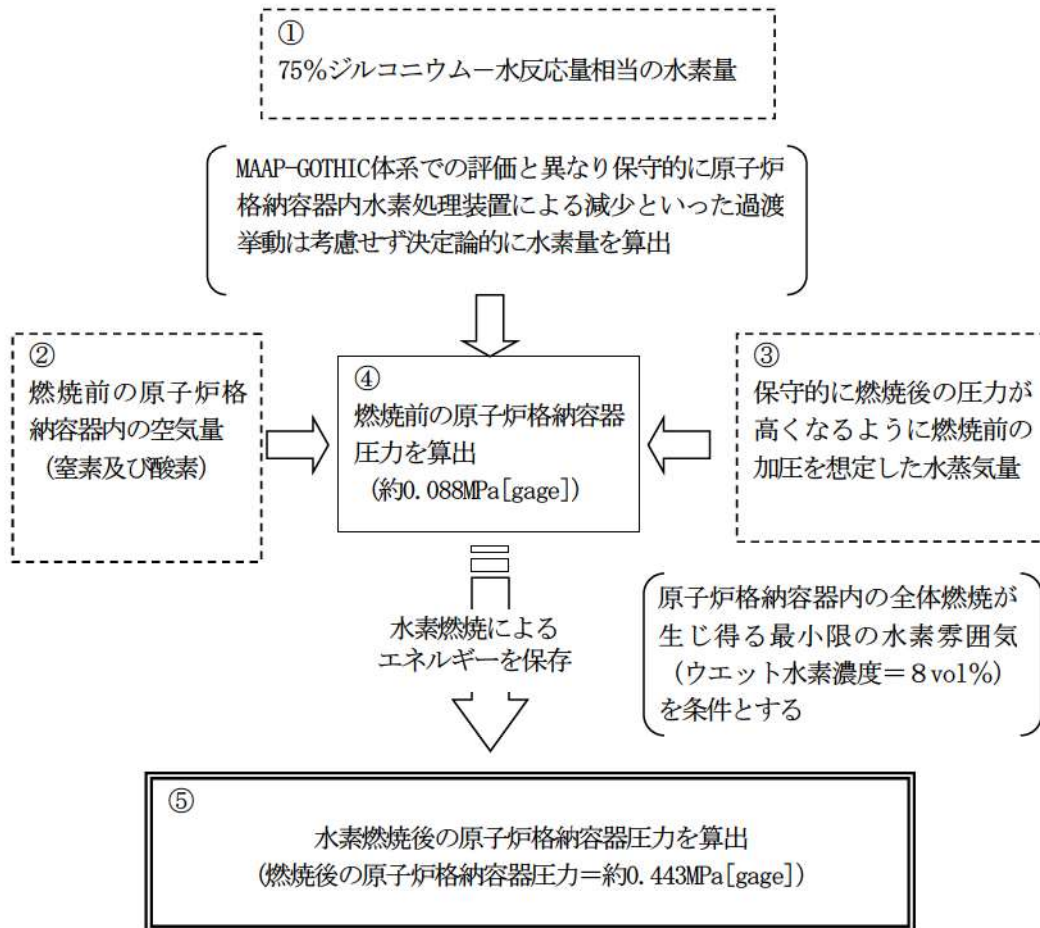 ①
75％ジルコニウム－水反応量相当の水素量
MAAP-GOTHIC体系での評価と異なり保守的に原子炉
格納容器内水素処理装置による減少といった過渡
挙動は考慮せず決定論的に水素量を算出
②
燃焼前の原子炉格
納容器内の空気量
（窒素及び酸素）
④
燃焼前の原子炉格納容器
圧力を算出
（約0.088MPa[gage]）
③
保守的に燃焼後の圧力が
高くなるように燃焼前の
加圧を想定した水蒸気量
水素燃焼による
エネルギーを保存
原子炉格納容器内の全体燃焼が
生じ得る最小限の水素雰囲気
（ウエット水素濃度＝８vol％）
を条件とする
⑤
水素燃焼後の原子炉格納容器圧力を算出
(燃焼後の原子炉格納容器圧力＝約0.443MPa[gage])